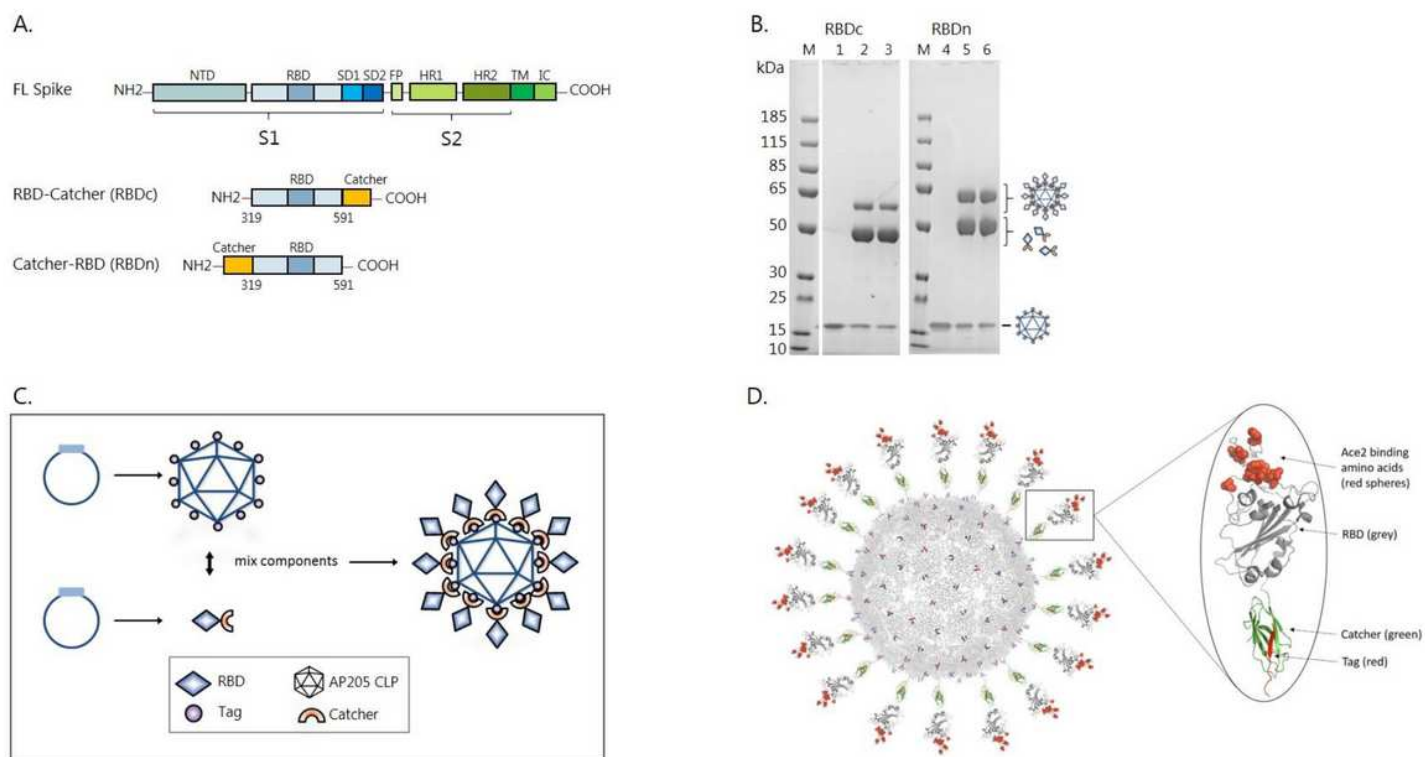 A.
NTD RBD SD1 SD2 FP HR1 HR2 TM IC
FL Spike NH2 COOH
S1 S2
RBD Catcher
RBD-Catcher (RBDc) NH2 COOH
319 591
Catcher RBD
Catcher-RBD (RBDn) NH2 COOH
319 591
B.
RBDc RBDn
M 1 2 3 M 4 5 6
kDa
185
115
85
65
50
30
25
15
10
C.
mix components
RBD AP205 CLP
Tag Catcher
D.
Ace2 binding
amino acids
(red spheres)
RBD (grey)
Catcher (green)
Tag (red)